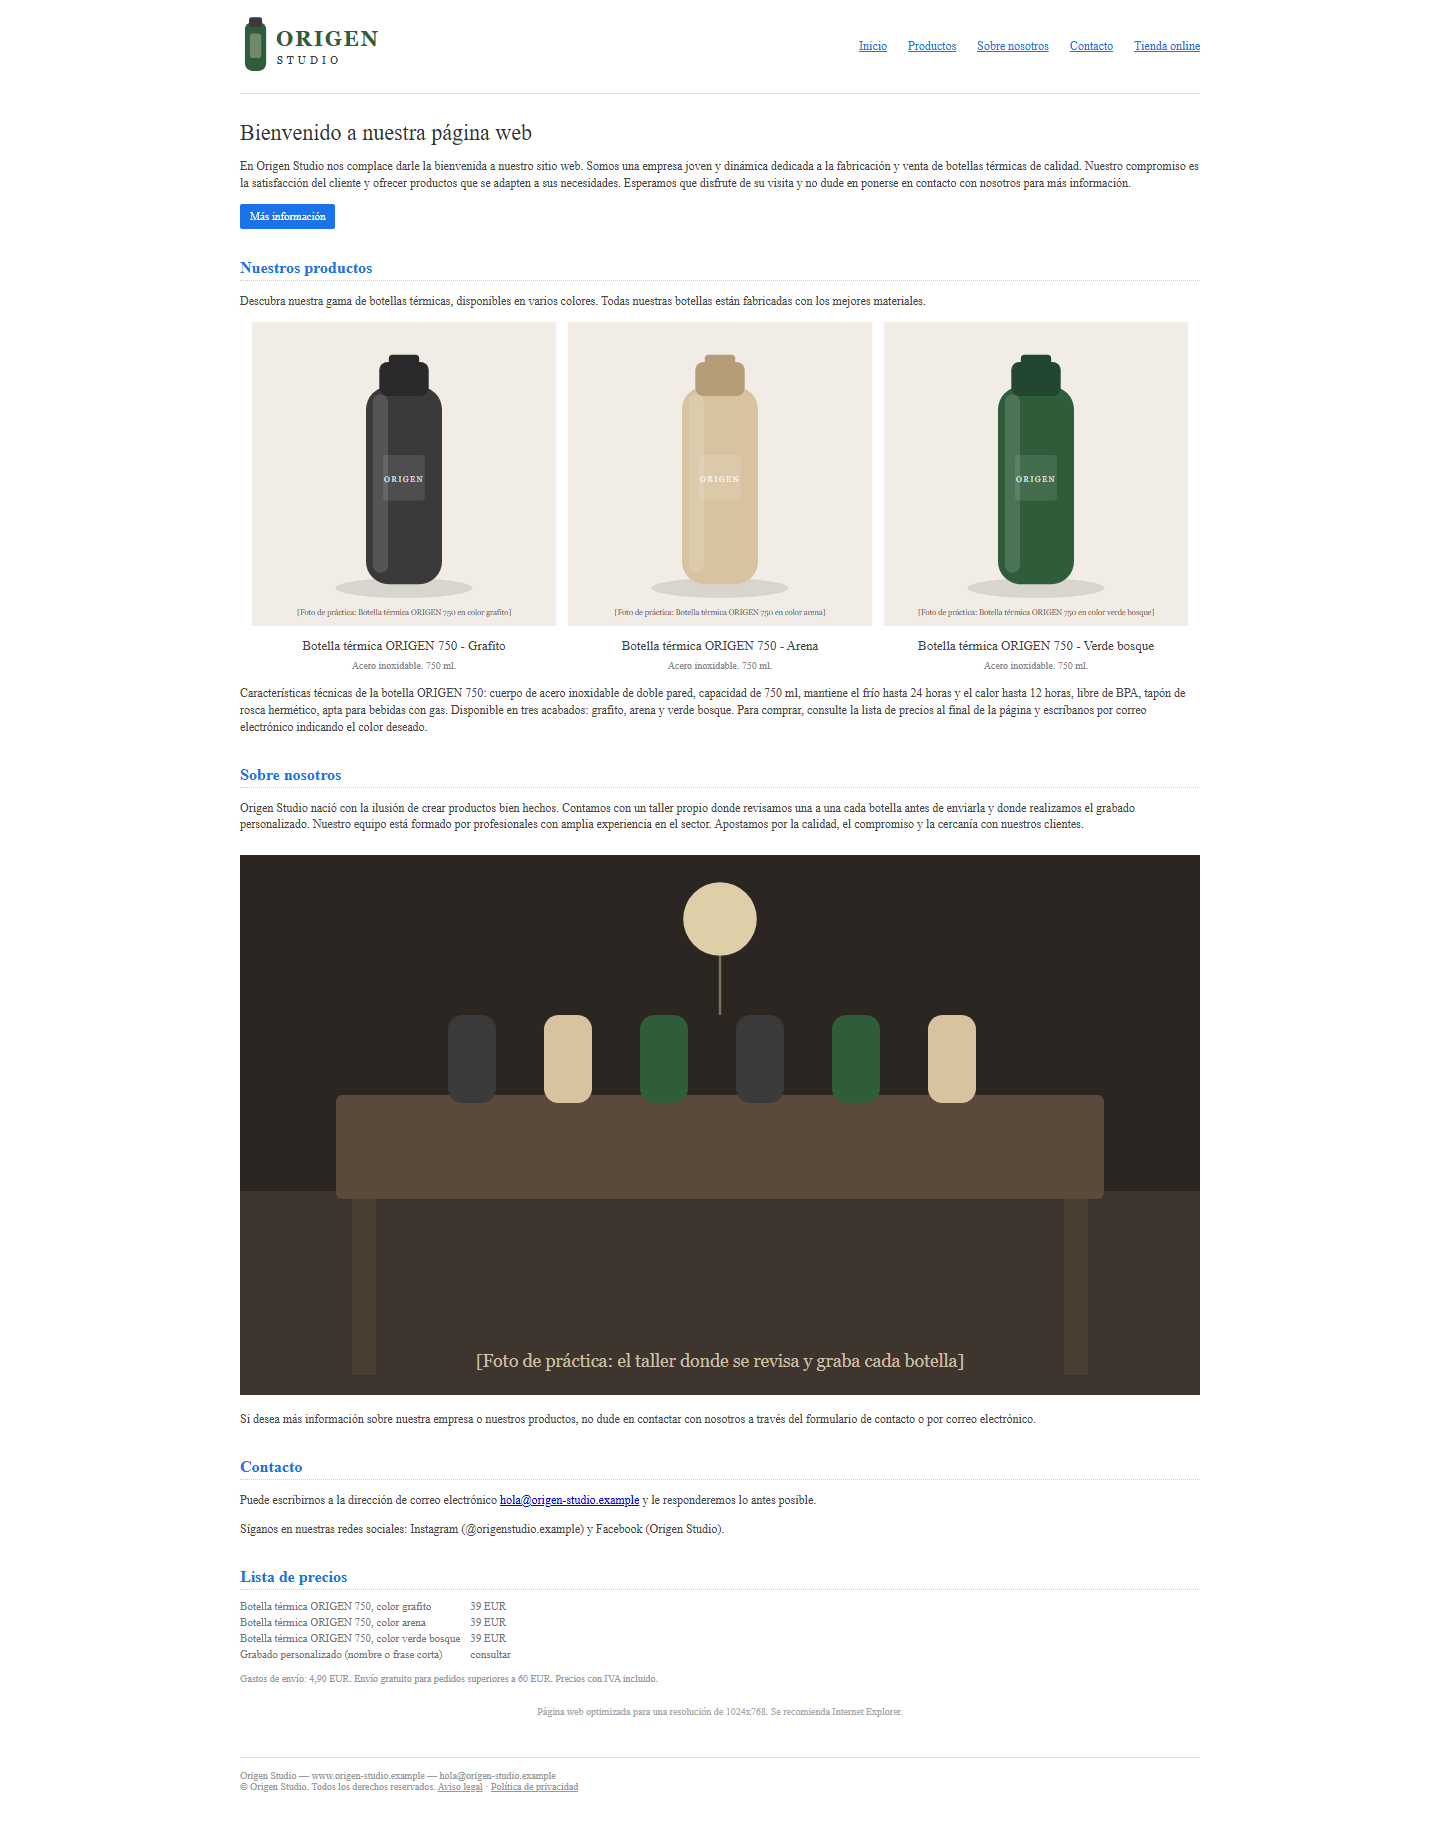 ORIGEN
STUDIO
Inicio Productos Sobre nosotros Contacto Tienda online
Bienvenido a nuestra página web
En Origen Studio nos complace darle la bienvenida a nuestro sitio web. Somos una empresa joven y dinámica dedicada a la fabricación y venta de botellas térmicas de calidad. Nuestro compromiso es
la satisfacción del cliente y ofrecer productos que se adapten a sus necesidades. Esperamos que disfrute de su visita y no dude en ponerse en contacto con nosotros para más información.
Más información
Nuestros productos
Descubra nuestra gama de botellas térmicas, disponibles en varios colores. Todas nuestras botellas están fabricadas con los mejores materiales.
ORIGEN
[Foto de práctica: Botella térmica ORIGEN 750 en color grafito]
Botella térmica ORIGEN 750 - Grafito
Acero inoxidable. 750 ml.
ORIGEN
[Foto de práctica: Botella térmica ORIGEN 750 en color arena]
Botella térmica ORIGEN 750 - Arena
Acero inoxidable. 750 ml.
ORIGEN
[Foto de práctica: Botella térmica ORIGEN 750 en color verde bosque]
Botella térmica ORIGEN 750 - Verde bosque
Acero inoxidable. 750 ml.
Características técnicas de la botella ORIGEN 750: cuerpo de acero inoxidable de doble pared, capacidad de 750 ml, mantiene el frío hasta 24 horas y el calor hasta 12 horas, libre de BPA, tapón de
rosca hermético, apta para bebidas con gas. Disponible en tres acabados: grafito, arena y verde bosque. Para comprar, consulte la lista de precios al final de la página y escríbanos por correo
electrónico indicando el color deseado.
Sobre nosotros
Origen Studio nació con la ilusión de crear productos bien hechos. Contamos con un taller propio donde revisamos una a una cada botella antes de enviarla y donde realizamos el grabado
personalizado. Nuestro equipo está formado por profesionales con amplia experiencia en el sector. Apostamos por la calidad, el compromiso y la cercanía con nuestros clientes.
[Foto de práctica: el taller donde se revisa y graba cada botella]
Si desea más información sobre nuestra empresa o nuestros productos, no dude en contactar con nosotros a través del formulario de contacto o por correo electrónico.
Contacto
Puede escribirnos a la dirección de correo electrónico hola@origen-studio.example y le responderemos lo antes posible.
Síganos en nuestras redes sociales: Instagram (@origenstudio.example) y Facebook (Origen Studio).
Lista de precios
Botella térmica ORIGEN 750, color grafito 39 EUR
Botella térmica ORIGEN 750, color arena 39 EUR
Botella térmica ORIGEN 750, color verde bosque 39 EUR
Grabado personalizado (nombre o frase corta) consultar
Gastos de envío: 4,90 EUR. Envío gratuito para pedidos superiores a 60 EUR. Precios con IVA incluido.
Página web optimizada para una resolución de 1024x768. Se recomienda Internet Explorer.
Origen Studio — www.origen-studio.example — hola@origen-studio.example
© Origen Studio. Todos los derechos reservados. Aviso legal · Política de privacidad